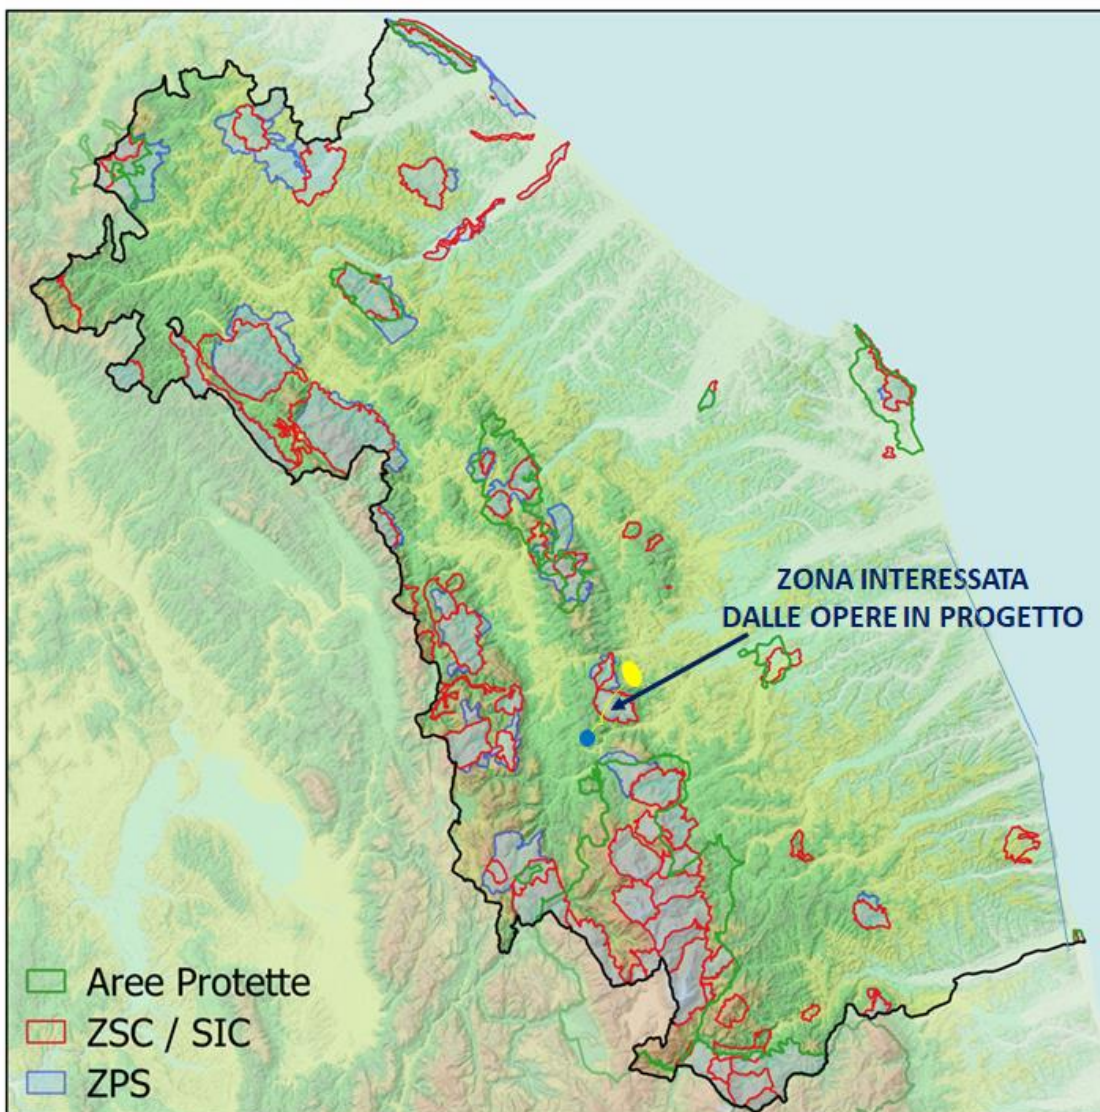 ZONA INTERESSATA
DALLE OPERE IN PROGETTO
Aree Protette
ZSC / SIC
ZPS